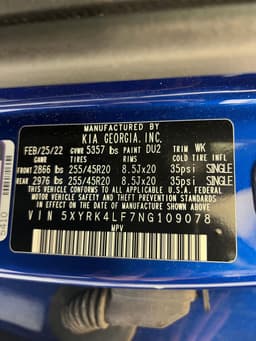 MANUFACTURED BY
KIA GEORGIA, INC.
FEB/25/22 GVWR 5357 lbs PAINT DU2 TRIM WK
TIRES RIMS COLD TIRE INFL
FRONT 2866 lbs 255/45R20 8.5Jx20 35psi SINGLE
REAR 2976 lbs 255/45R20 8.5Jx20 35psi SINGLE
THIS VEHICLE CONFORMS TO ALL APPLICABLE U.S.A. FEDERAL
MOTOR VEHICLE SAFETY, BUMPER, AND THEFT PREVENTION STANDARDS
IN EFFECT ON THE DATE OF MANUFACTURE SHOWN ABOVE
VIN 5XYRK4LF7NG109078
MPV
5410